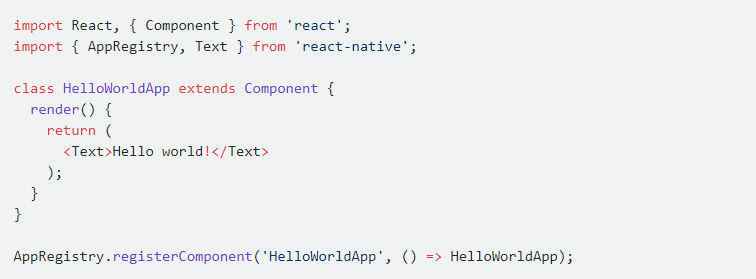 import React, { Component } from 'react';
import { AppRegistry, Text } from 'react-native';

class HelloWorldApp extends Component {
  render() {
    return (
      <Text>Hello world!</Text>
    );
  }
}

AppRegistry.registerComponent('HelloWorldApp', () => HelloWorldApp);